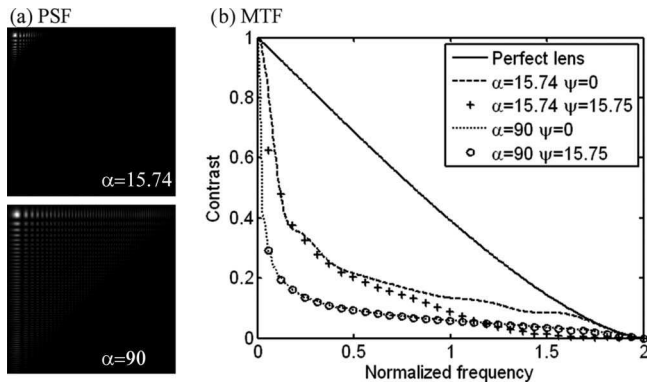 (a) PSF
α=15.74
α=90
(b) MTF
Perfect lens
α=15.74 ψ=0
α=15.74 ψ=15.75
α=90 ψ=0
α=90 ψ=15.75
Contrast
1
0.8
0.6
0.4
0.2
0
0 0.5 1 1.5 2
Normalized frequency